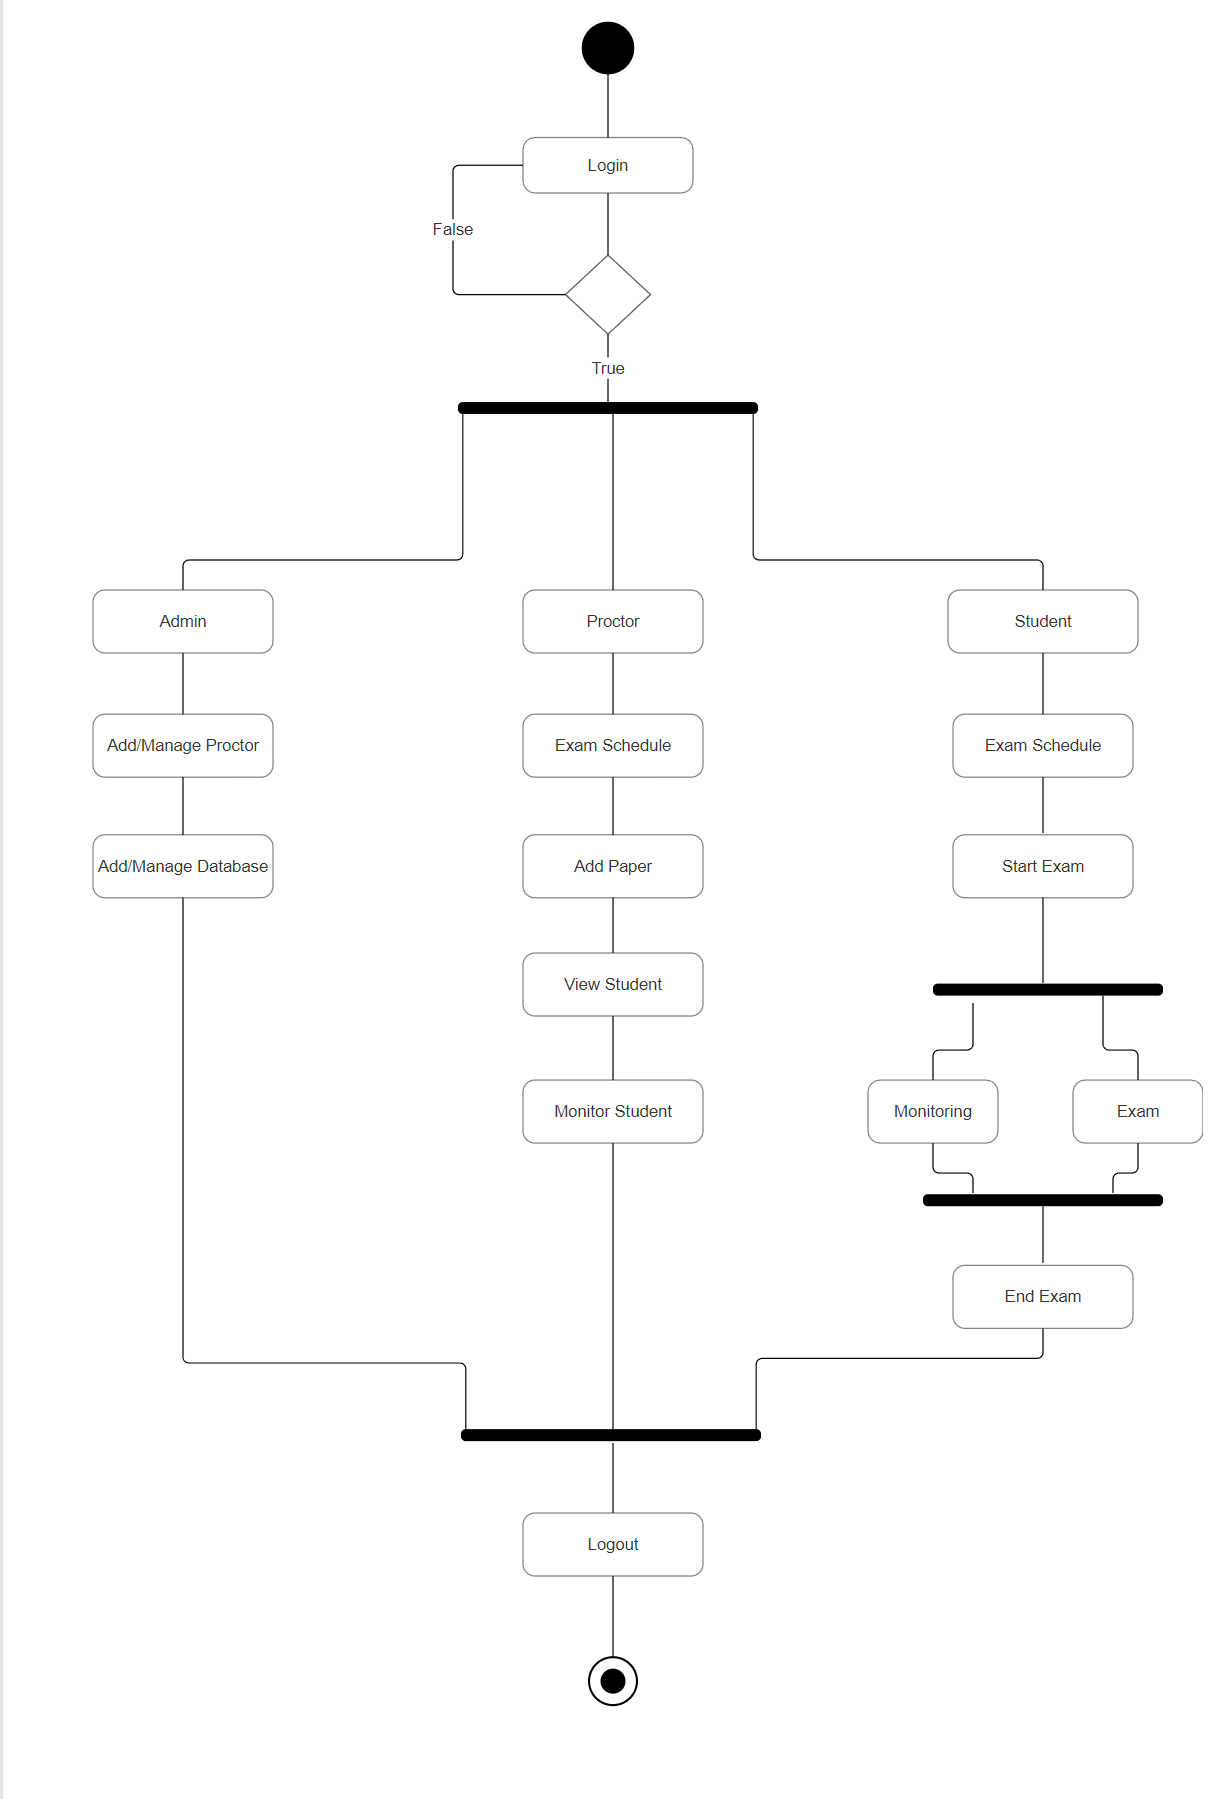 Login
False
True
Admin
Proctor
Student
Add/Manage Proctor
Exam Schedule
Exam Schedule
Add/Manage Database
Add Paper
Start Exam
View Student
Monitoring
Monitor Student
Exam
End Exam
Logout